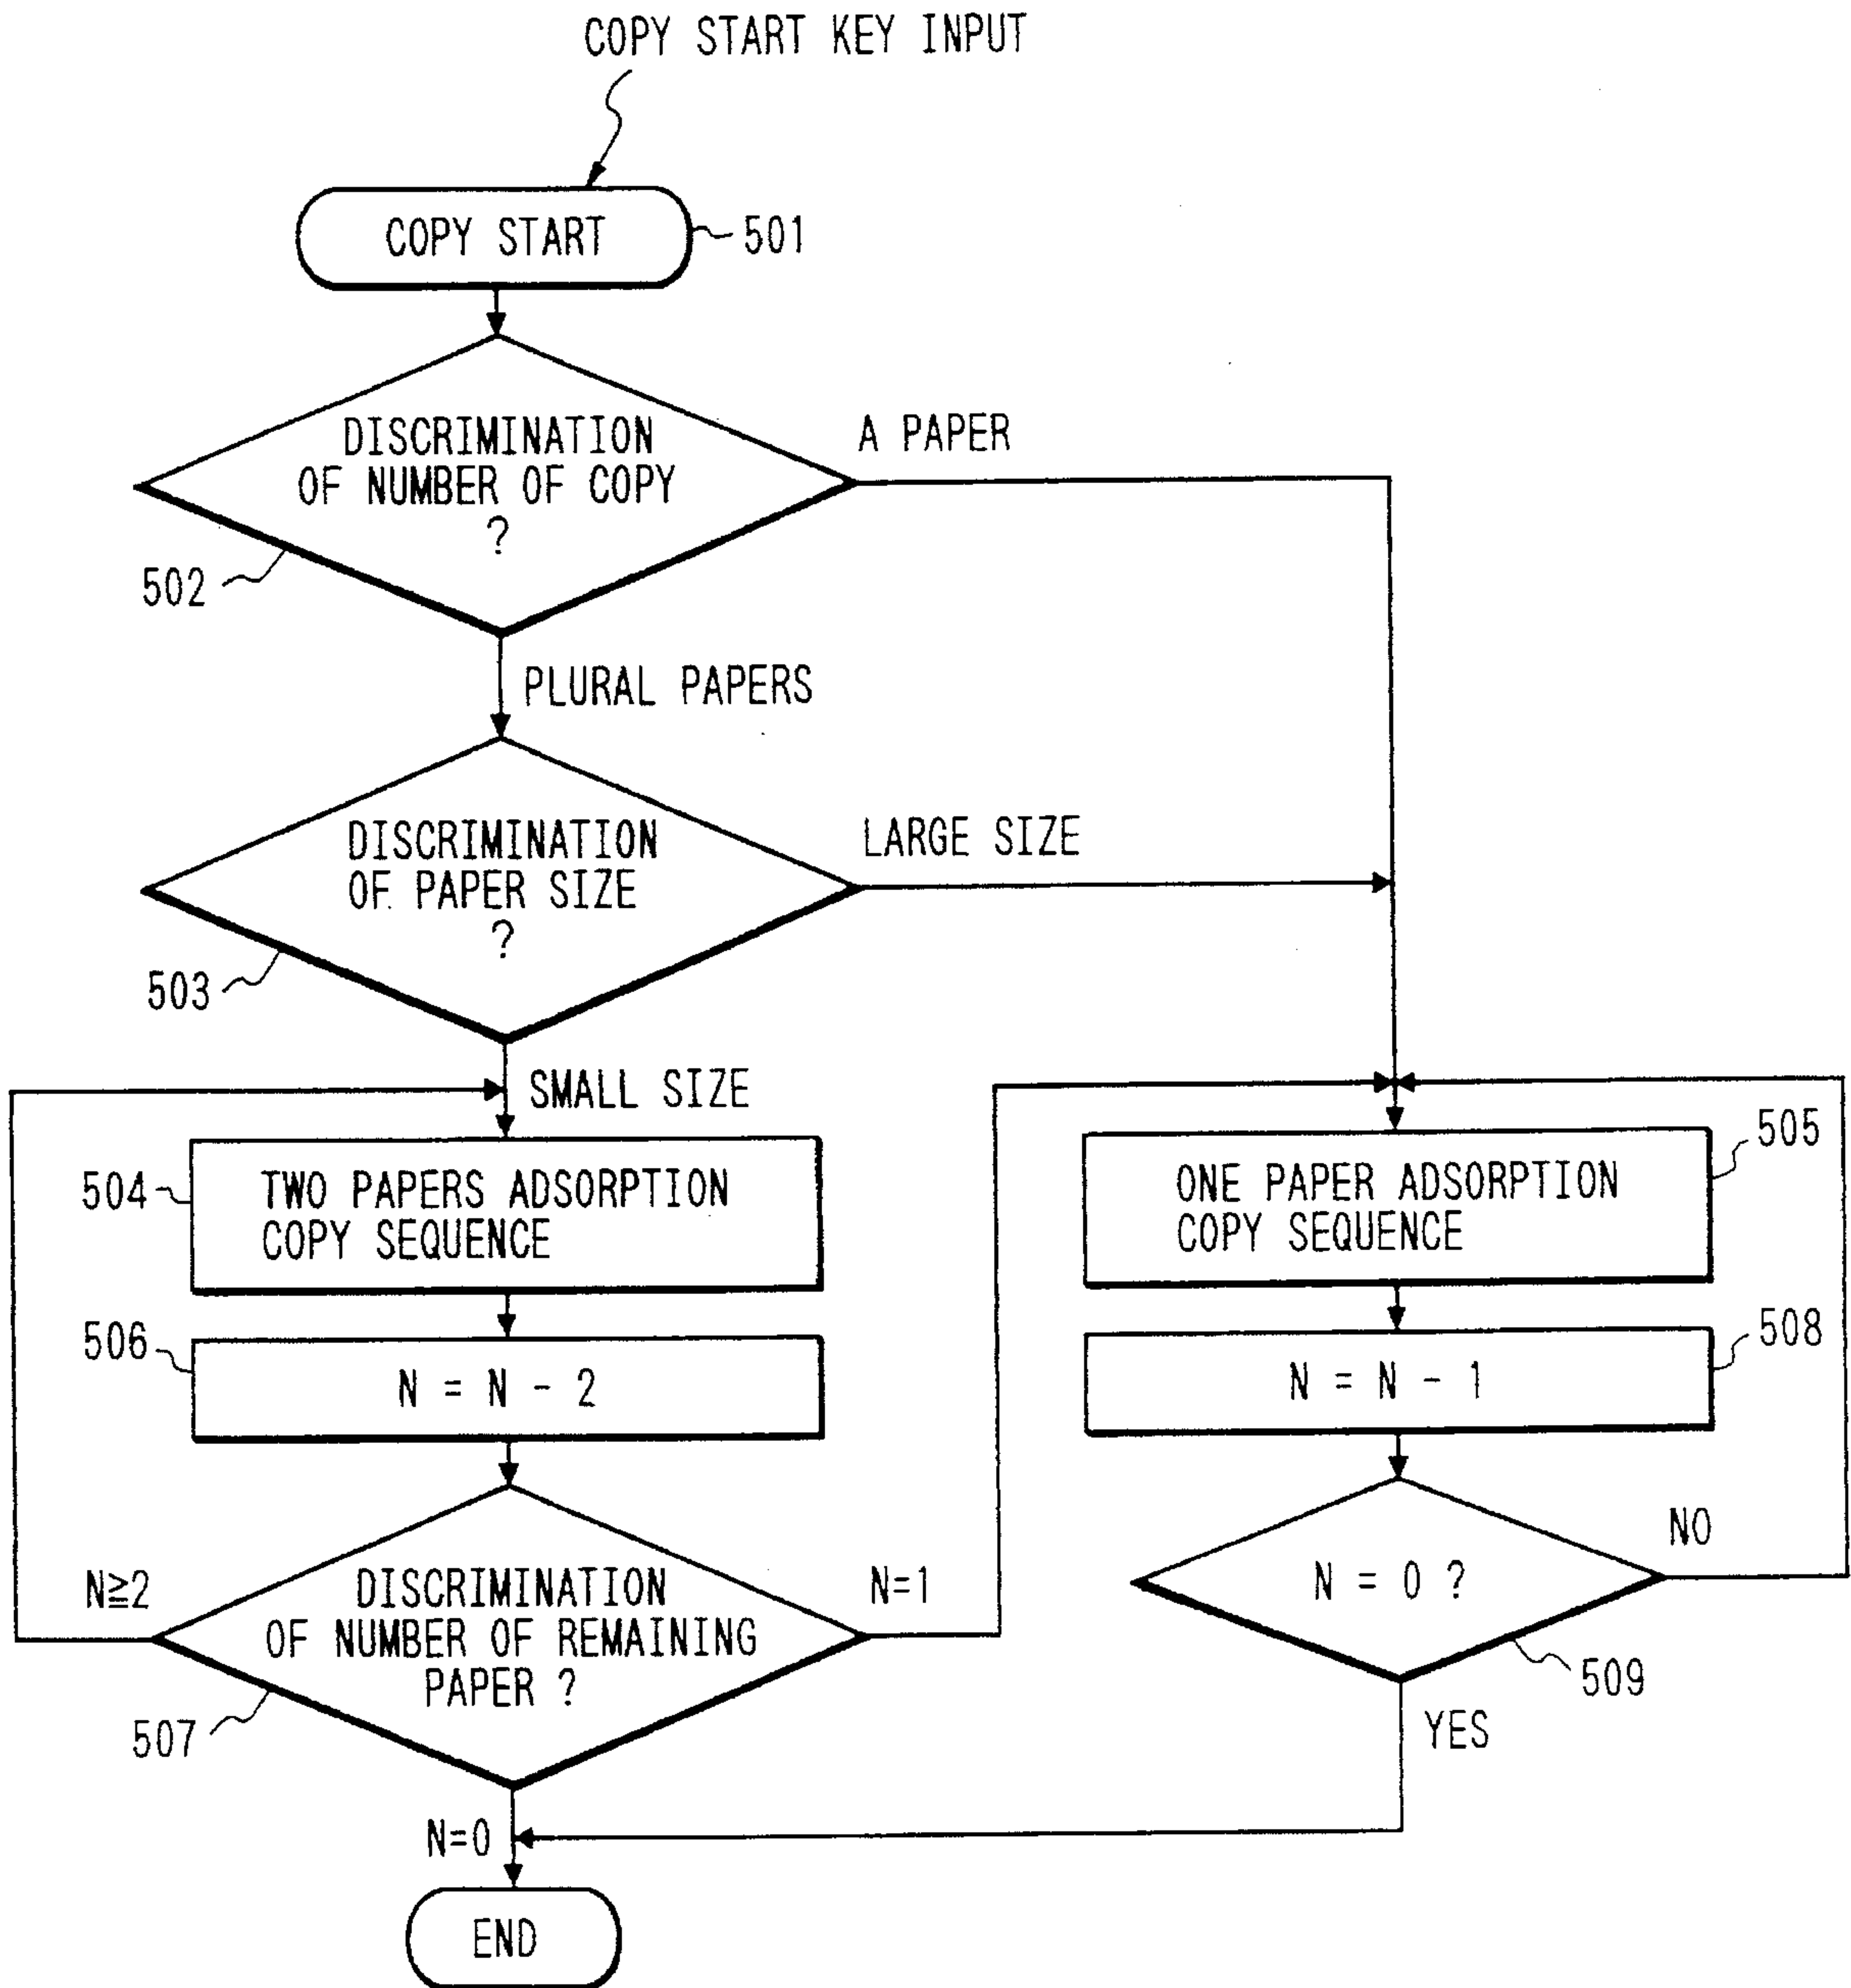 COPY START KEY INPUT
COPY START
501
DISCRIMINATION
OF NUMBER OF COPY
?
A PAPER
502
PLURAL PAPERS
DISCRIMINATION
OF PAPER SIZE
?
LARGE SIZE
503
SMALL SIZE
504
TWO PAPERS ADSORPTION
COPY SEQUENCE
505
ONE PAPER ADSORPTION
COPY SEQUENCE
506
N = N - 2
508
N = N - 1
N≧2
DISCRIMINATION
OF NUMBER OF REMAINING
PAPER ?
N=1
507
N = 0 ?
NO
509
YES
N=0
END